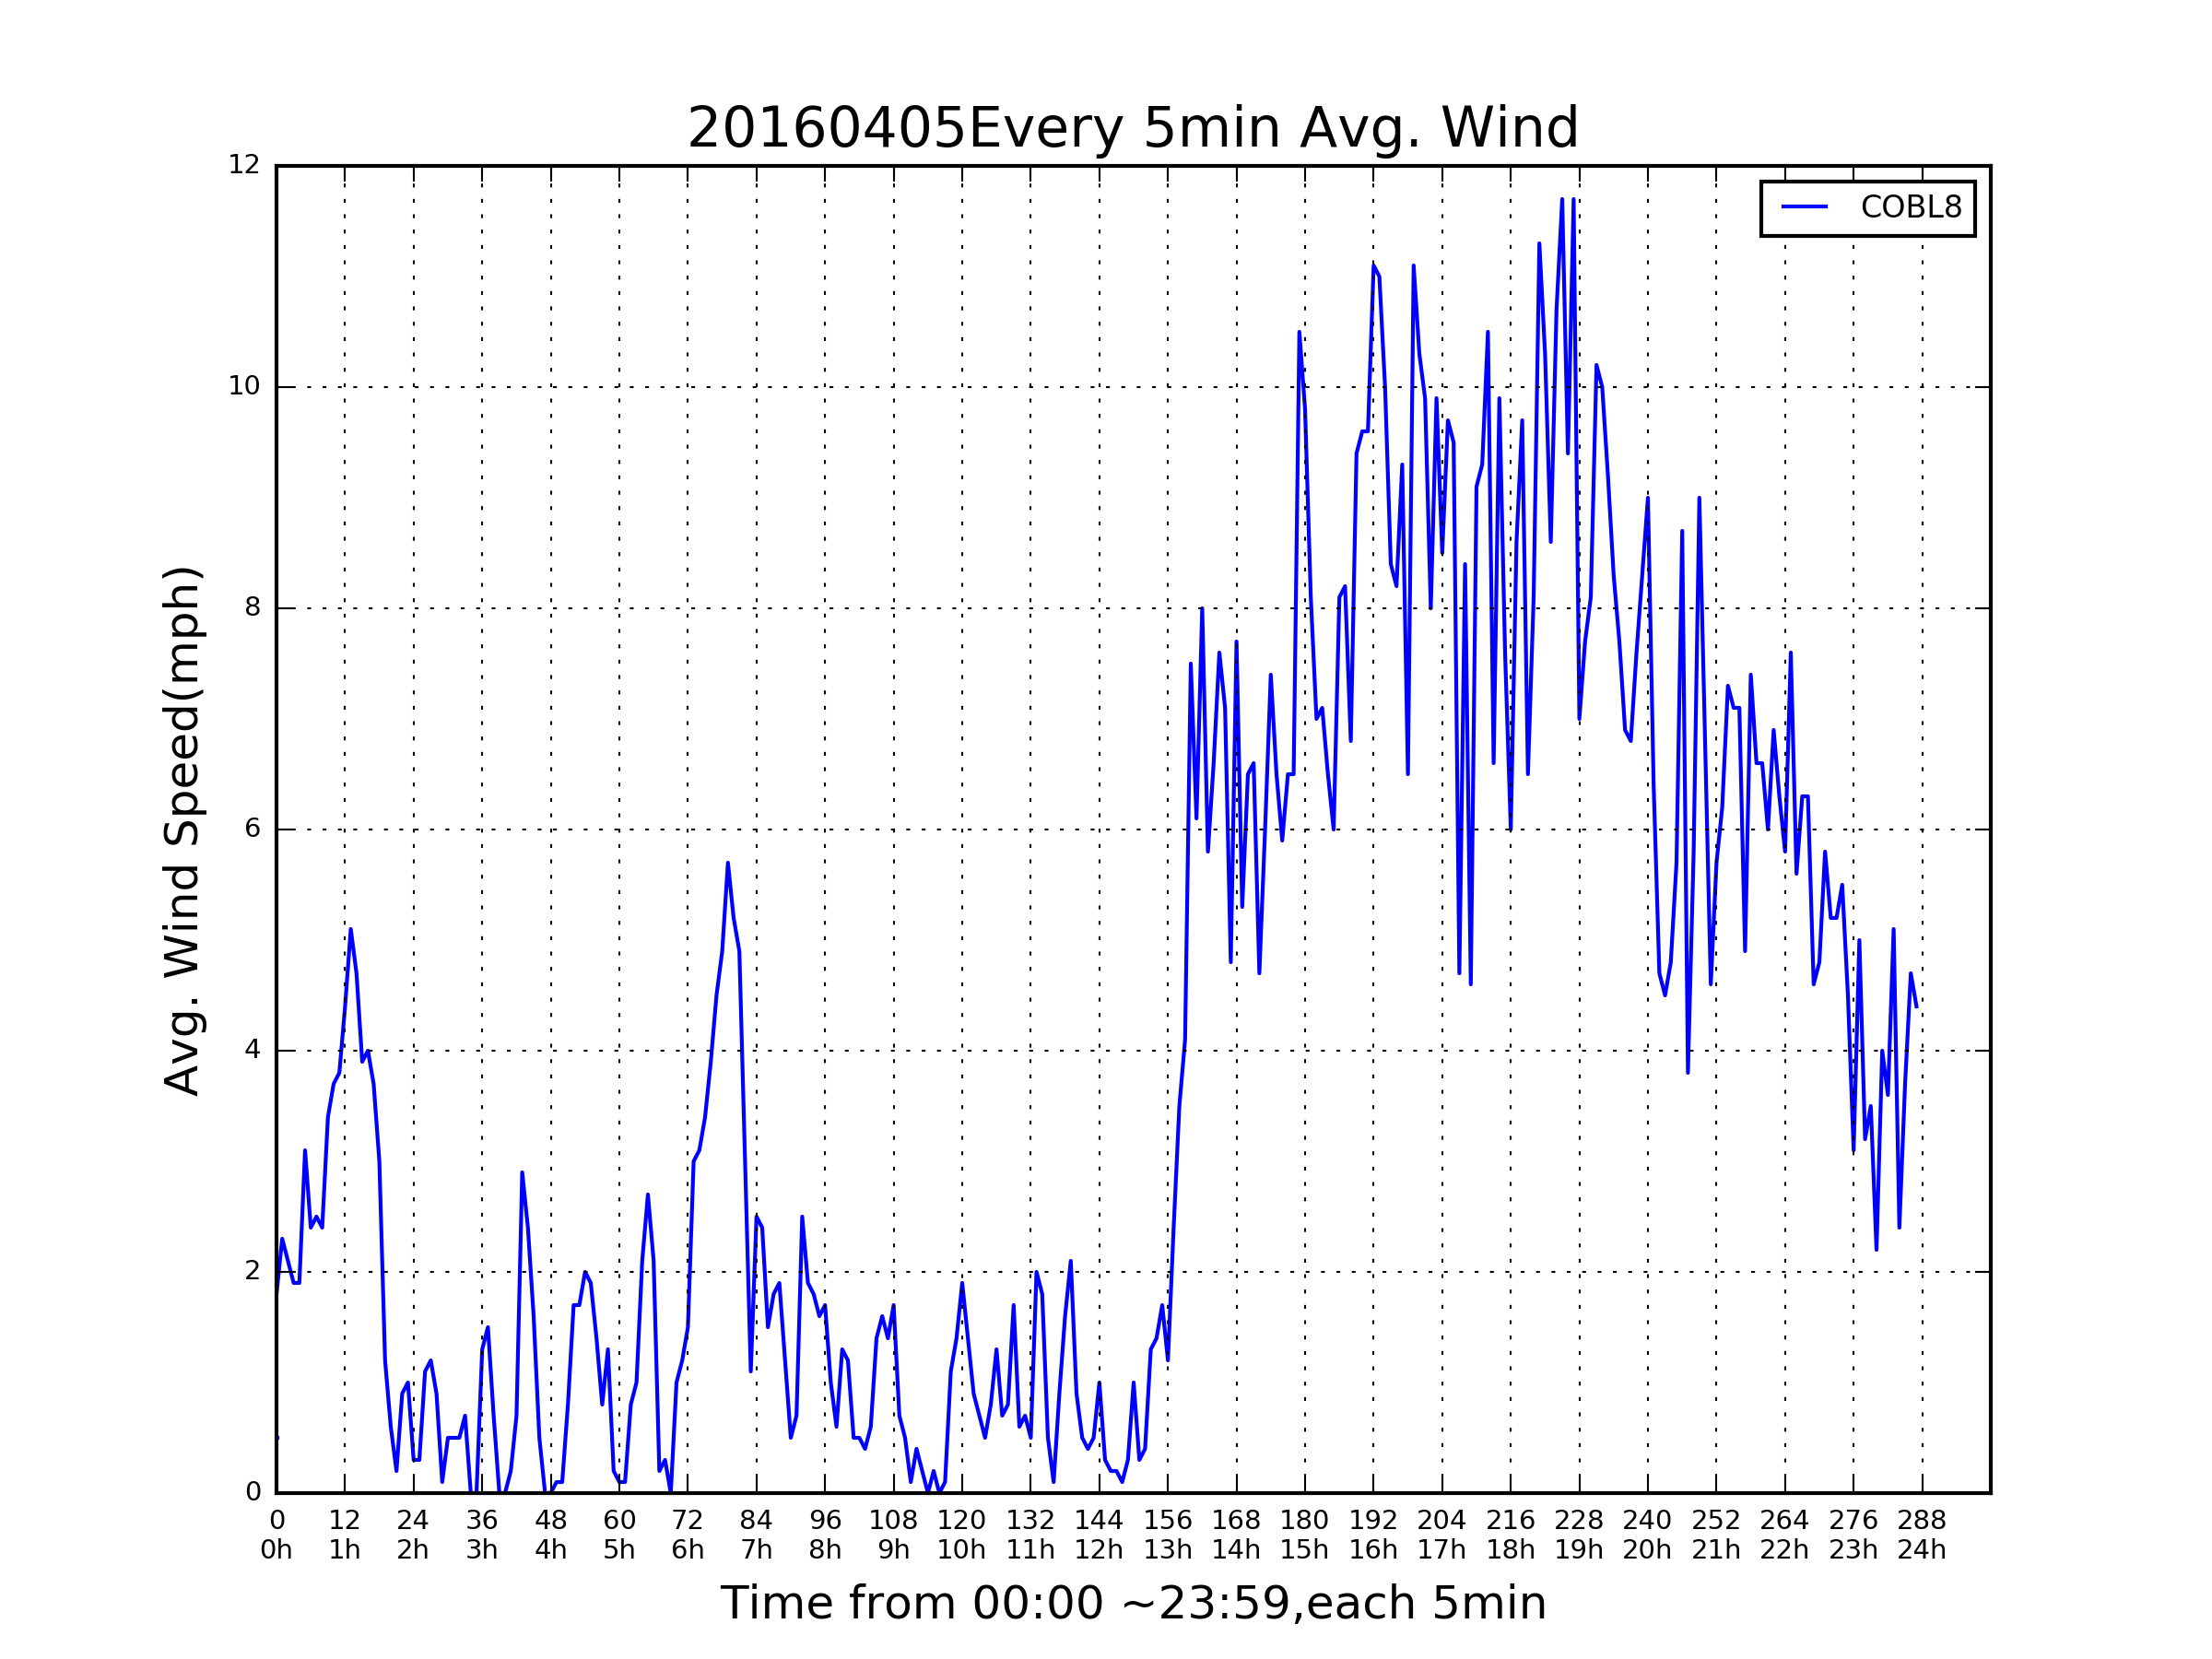 20160405Every 5min Avg. Wind
COBL8
Avg. Wind Speed(mph)
12
10
8
6
4
2
0
0 12 24 36 48 60 72 84 96 108 120 132 144 156 168 180 192 204 216 228 240 252 264 276 288
0h 1h 2h 3h 4h 5h 6h 7h 8h 9h 10h 11h 12h 13h 14h 15h 16h 17h 18h 19h 20h 21h 22h 23h 24h
Time from 00:00 ~23:59,each 5min